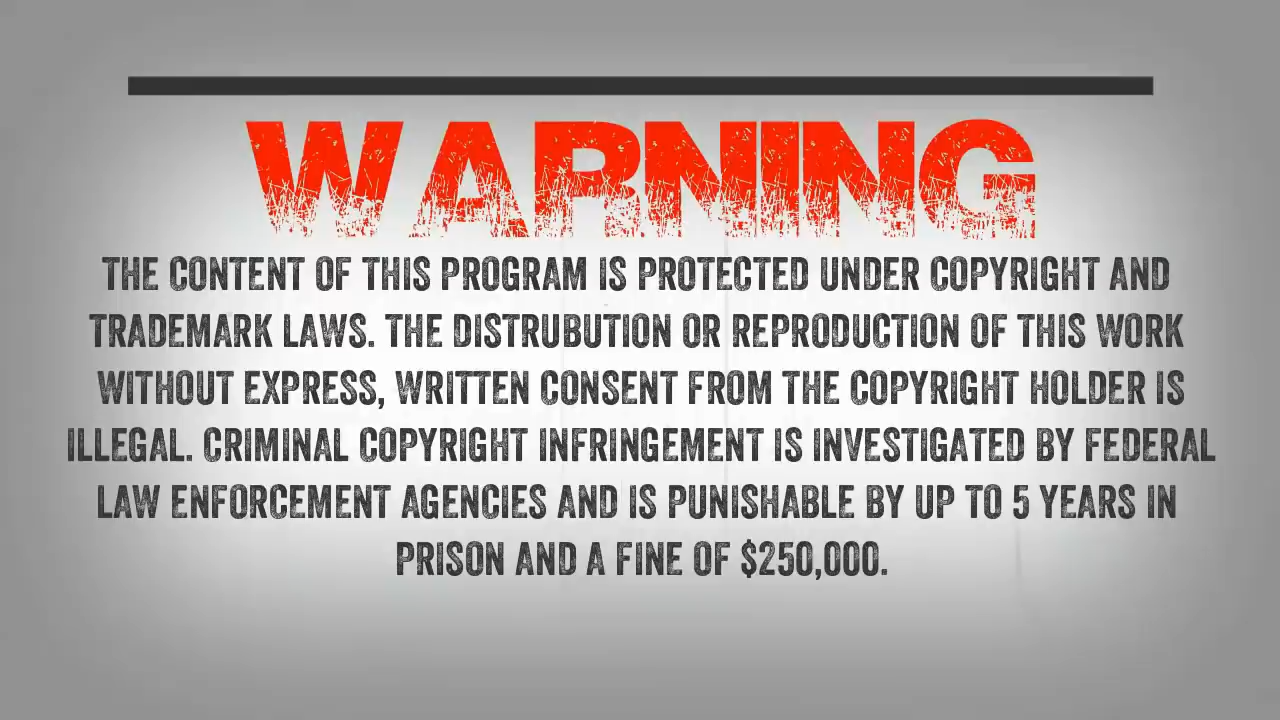 WARNING
THE CONTENT OF THIS PROGRAM IS PROTECTED UNDER COPYRIGHT AND
TRADEMARK LAWS. THE DISTRUBUTION OR REPRODUCTION OF THIS WORK
WITHOUT EXPRESS, WRITTEN CONSENT FROM THE COPYRIGHT HOLDER IS
ILLEGAL. CRIMINAL COPYRIGHT INFRINGEMENT IS INVESTIGATED BY FEDERAL
LAW ENFORCEMENT AGENCIES AND IS PUNISHABLE BY UP TO 5 YEARS IN
PRISON AND A FINE OF $250,000.